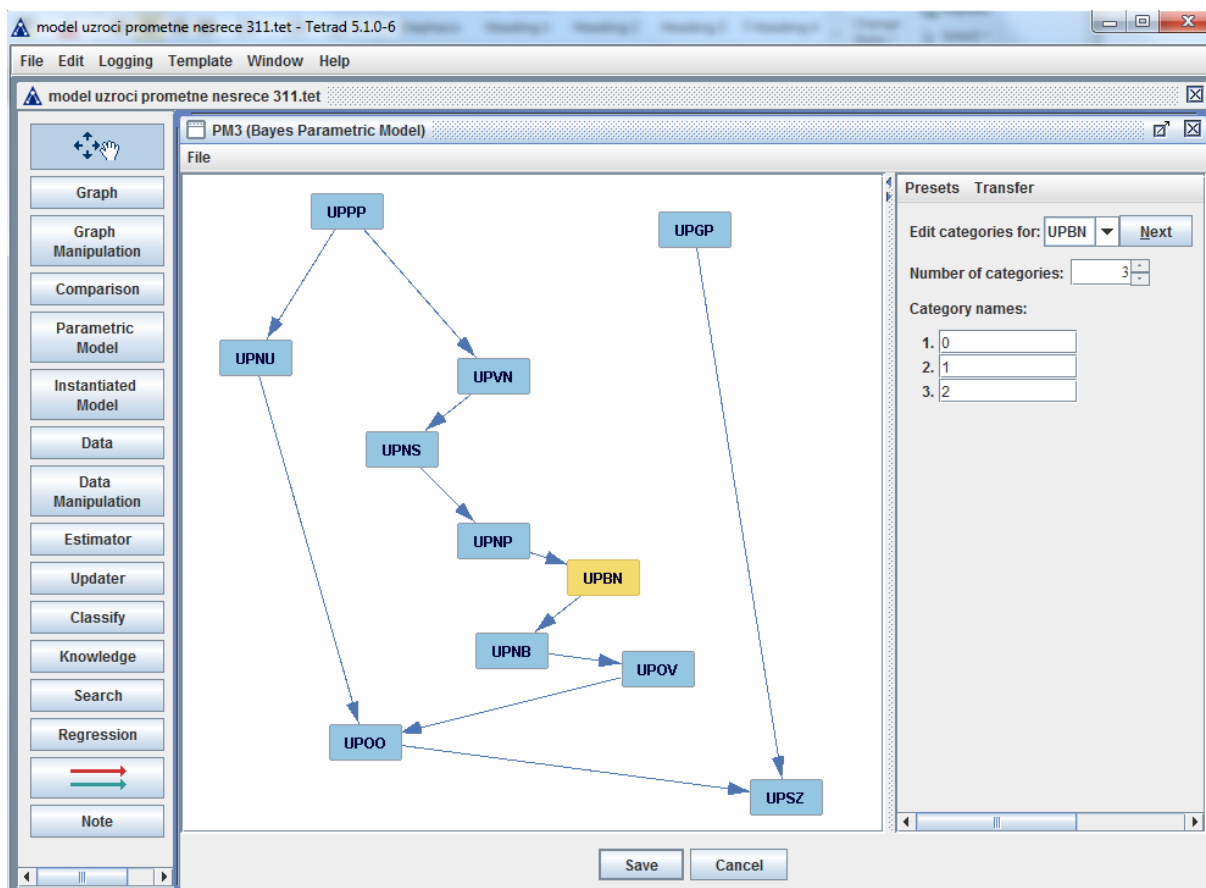 model uzroci prometne nesrece 311.tet - Tetrad 5.1.0-6
File Edit Logging Template Window Help
model uzroci prometne nesrece 311.tet
PM3 (Bayes Parametric Model)
File
Graph
Graph
Manipulation
Comparison
Parametric
Model
Instantiated
Model
Data
Data
Manipulation
Estimator
Updater
Classify
Knowledge
Search
Regression
Note
UPPP
UPGP
UPNU
UPVN
UPNS
UPNP
UPBN
UPNB
UPOV
UPOO
UPSZ
Presets Transfer
Edit categories for: UPBN Next
Number of categories: 3
Category names:
1. 0
2. 1
3. 2
Save Cancel